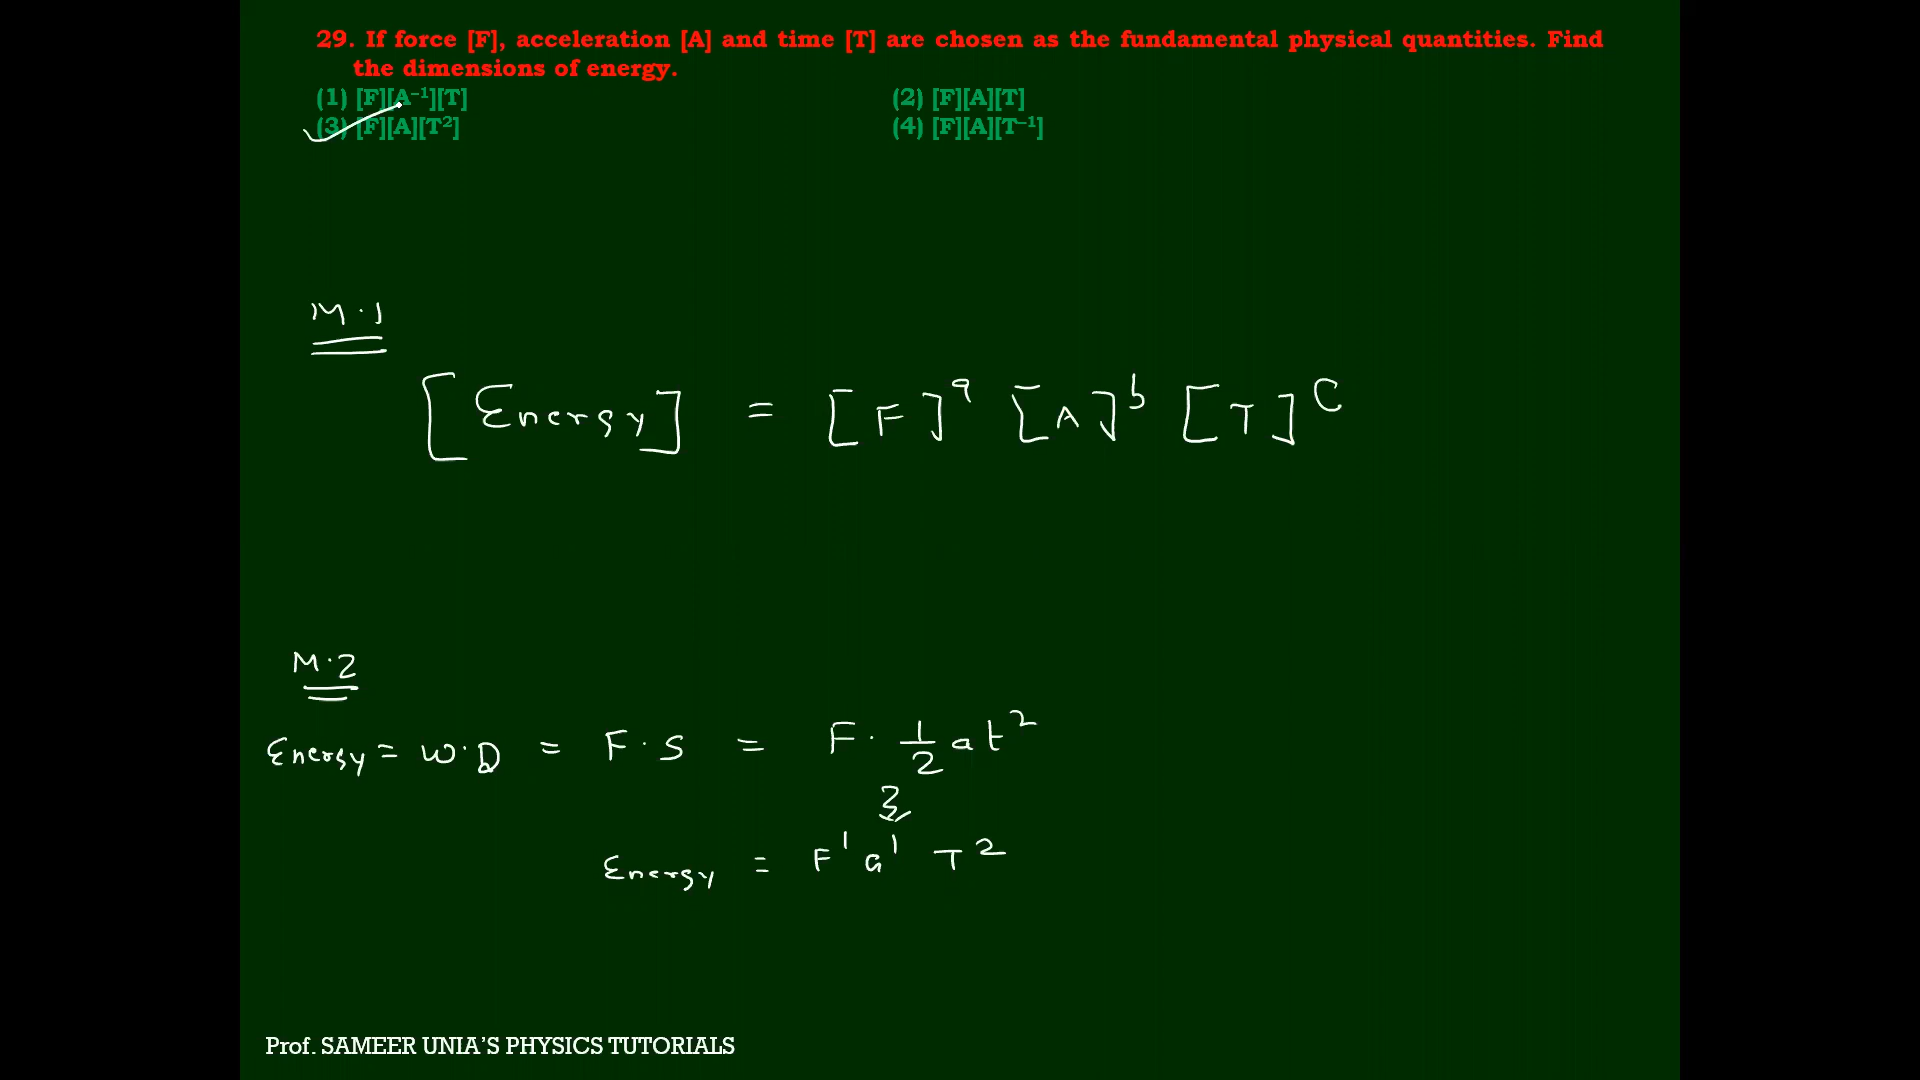 29. If force [F], acceleration [A] and time [T] are chosen as the fundamental physical quantities. Find
the dimensions of energy.
(1) [F][A⁻¹][T] (2) [F][A][T]
(3) [F][A][T²] (4) [F][A][T⁻¹]
M.1
[Energy] = [F]ᵃ [A]ᵇ [T]ᶜ
M.2
Energy = W.D = F.S = F. 1/2 at²
Energy = F¹ a¹ T²
Prof. SAMEER UNIA'S PHYSICS TUTORIALS